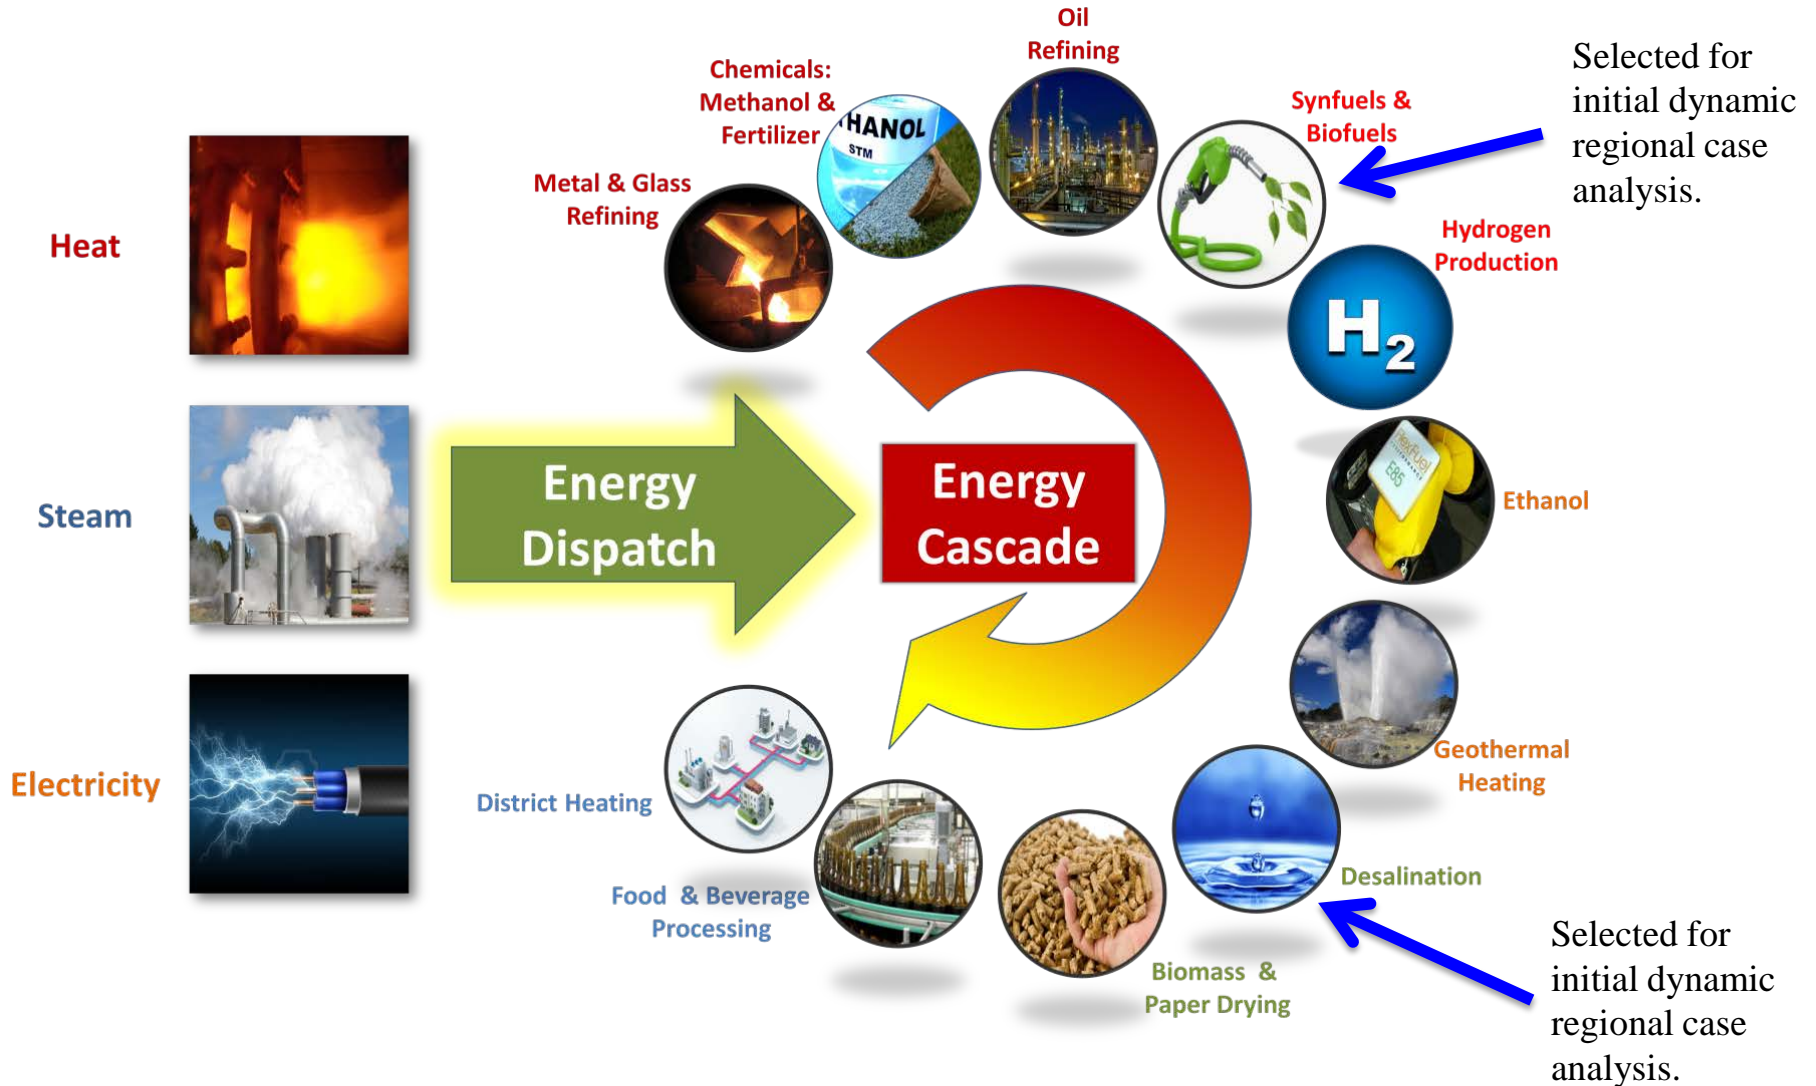 Heat
Steam
Electricity
Energy
Dispatch
Energy
Cascade
Metal & Glass
Refining
Chemicals:
Methanol &
Fertilizer
HANOL
STM
Oil
Refining
Synfuels &
Biofuels
Hydrogen
Production
H2
FlexFuel
E85
Ethanol
Geothermal
Heating
Desalination
Biomass &
Paper Drying
Food & Beverage
Processing
District Heating
Selected for
initial dynamic
regional case
analysis.
Selected for
initial dynamic
regional case
analysis.